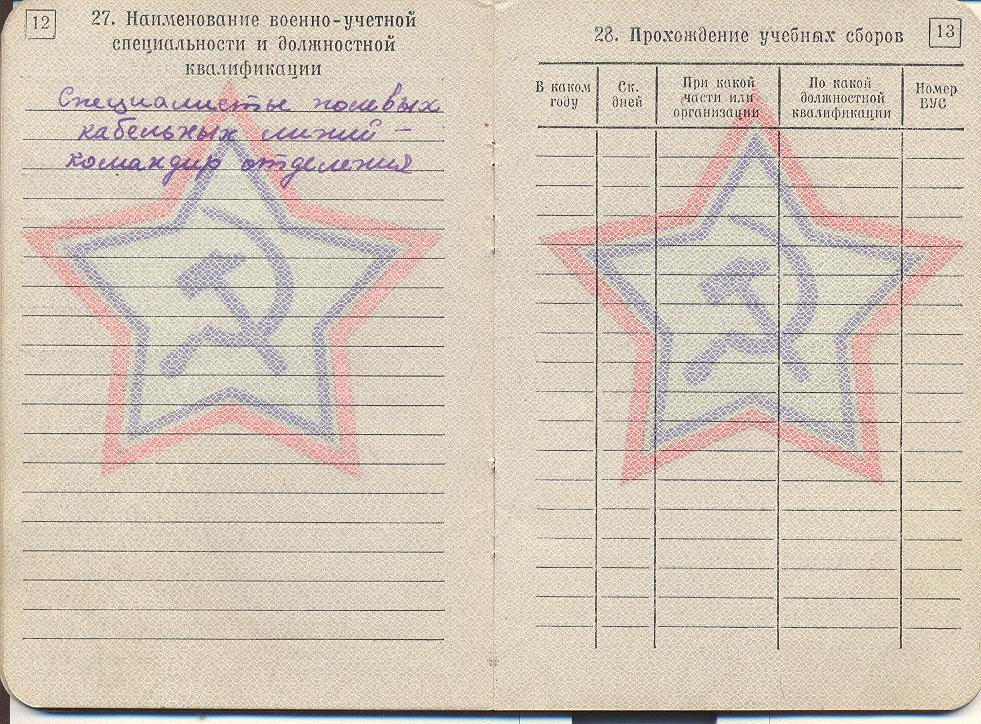 12
27. Наименование военно-учетной
специальности и должностной
квалификации
Специалисты полевых
кабельных линий –
командир отделения
28. Прохождение учебных сборов
13
В каком
году
Ск.
дней
При какой
части или
организации
По какой
должностной
квалификации
Номер
ВУС